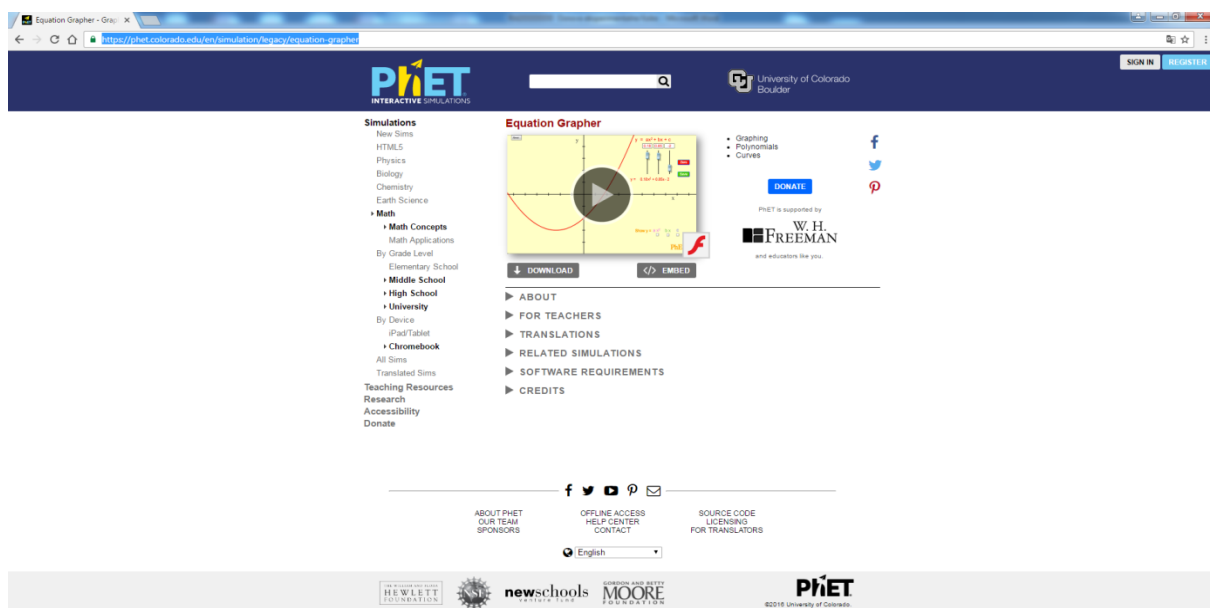 Equation Grapher - Grap
https://phet.colorado.edu/en/simulation/legacy/equation-grapher
SIGN IN
REGISTER
PhET
INTERACTIVE SIMULATIONS
University of Colorado
Boulder
Simulations
New Sims
HTML5
Physics
Biology
Chemistry
Earth Science
Math
Math Concepts
Math Applications
By Grade Level
Elementary School
Middle School
High School
University
By Device
iPad/Tablet
Chromebook
All Sims
Translated Sims
Teaching Resources
Research
Accessibility
Donate
Equation Grapher
y
x
DOWNLOAD
</> EMBED
Graphing
Polynomials
Curves
DONATE
PhET is supported by
W. H.
FREEMAN
and educators like you.
ABOUT
FOR TEACHERS
TRANSLATIONS
RELATED SIMULATIONS
SOFTWARE REQUIREMENTS
CREDITS
ABOUT PHET
OUR TEAM
SPONSORS
OFFLINE ACCESS
HELP CENTER
CONTACT
SOURCE CODE
LICENSING
FOR TRANSLATORS
English
HEWLETT
FOUNDATION
NSF
newschools
venture fund
GORDON AND BETTY
MOORE
FOUNDATION
PhET
©2016 University of Colorado.